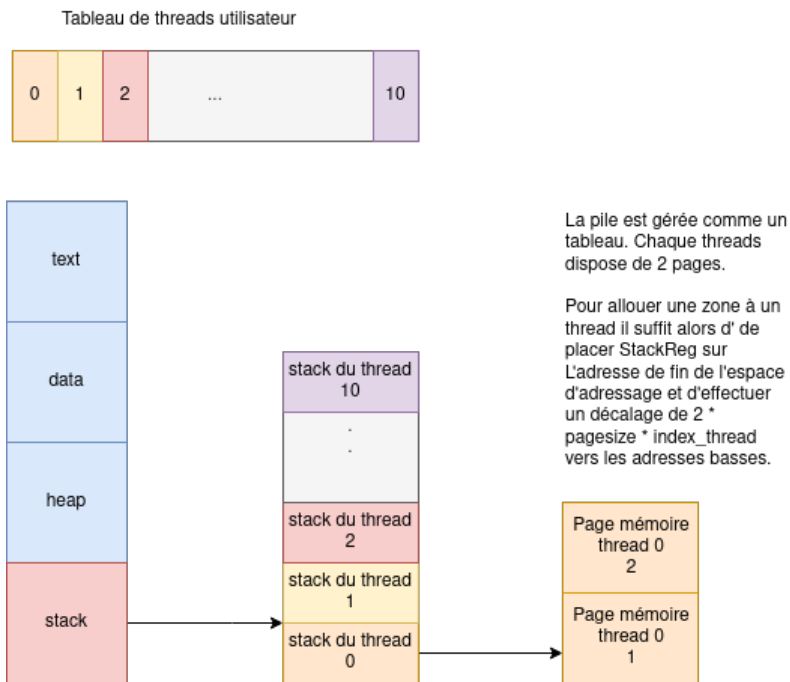 Tableau de threads utilisateur
0
1
2
...
10
text
data
heap
stack
stack du thread
10
.
.
stack du thread
2
stack du thread
1
stack du thread
0
La pile est gérée comme un
tableau. Chaque threads
dispose de 2 pages.
Pour allouer une zone à un
thread il suffit alors d' de
placer StackReg sur
L'adresse de fin de l'espace
d'adressage et d'effectuer
un décalage de 2 *
pagesize * index_thread
vers les adresses basses.
Page mémoire
thread 0
2
Page mémoire
thread 0
1